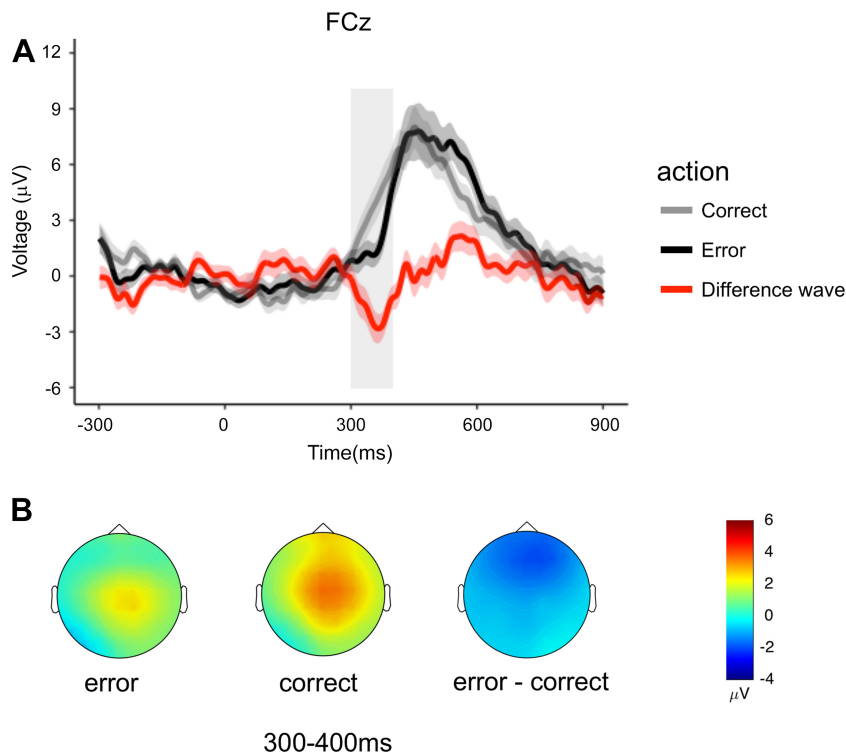 FCz
A
12
9
6
3
0
-3
-6
Voltage (μV)
-300 0 300 600 900
Time(ms)
action
Correct
Error
Difference wave
B
error correct error - correct
300-400ms
6
4
2
0
-2
-4
μV